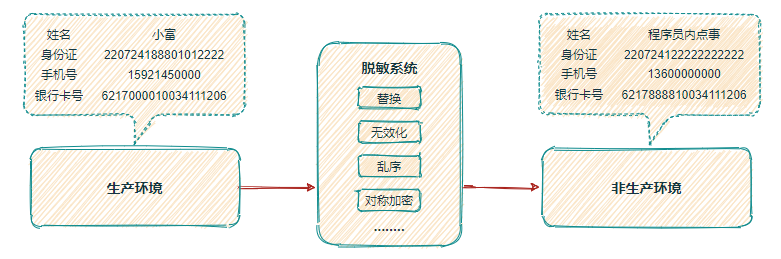 姓名 小富
身份证 220724188801012222
手机号 15921450000
银行卡号 6217000010034111206
生产环境
脱敏系统
替换
无效化
乱序
对称加密
........
姓名 程序员内点事
身份证 220724122222222222
手机号 13600000000
银行卡号 6217888810034111206
非生产环境